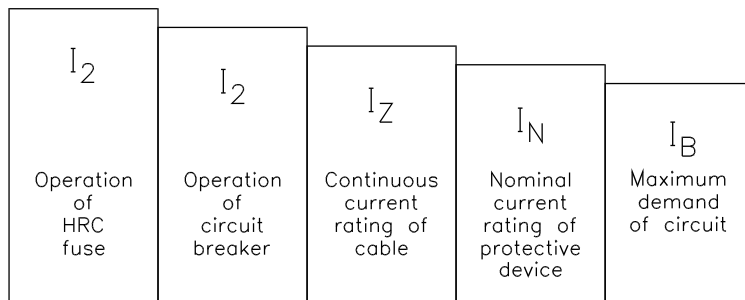 I2
Operation
of
HRC
fuse
I2
Operation
of
circuit
breaker
IZ
Continuous
current
rating of
cable
IN
Nominal
current
rating of
protective
device
IB
Maximum
demand
of circuit